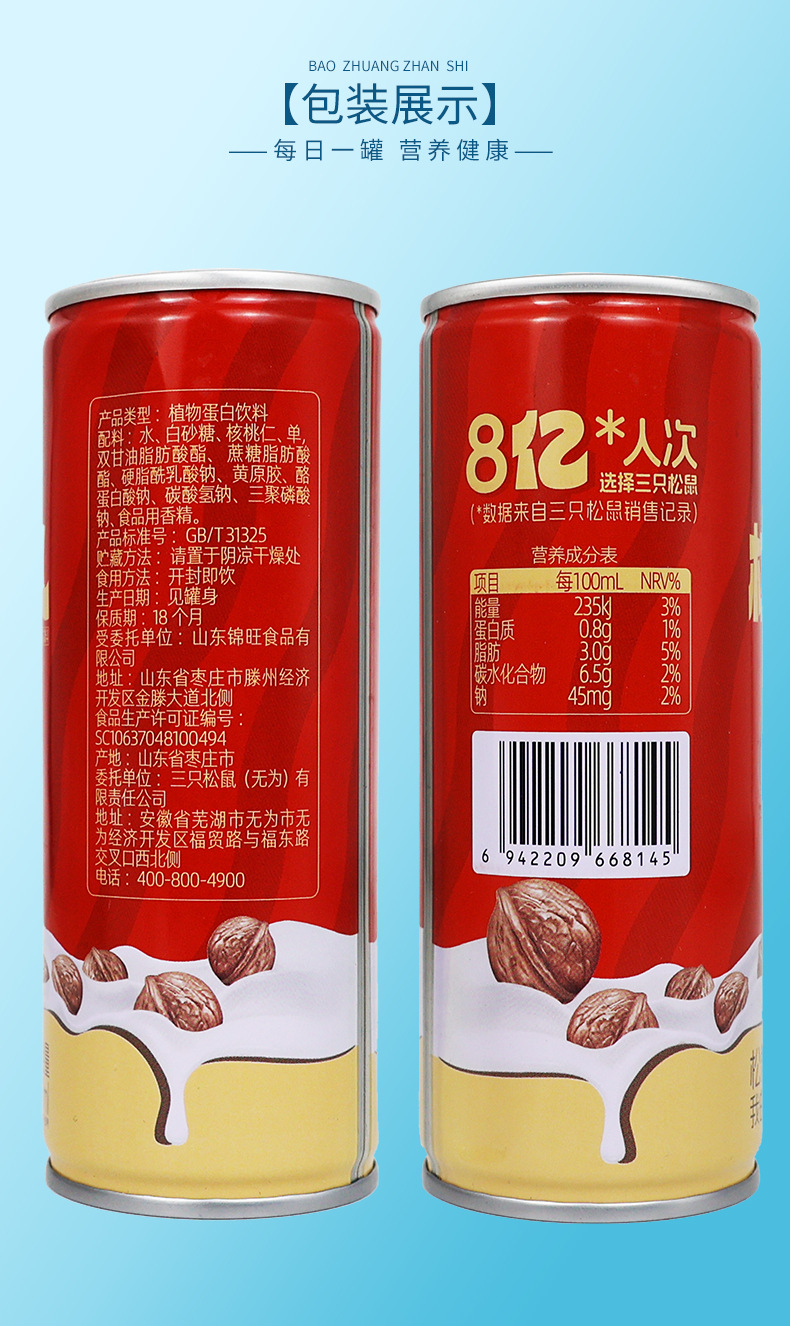 BAO ZHUANG ZHAN SHI
【包装展示】
每日一罐 营养健康
产品类型：植物蛋白饮料
配料：水、白砂糖、核桃仁、单，
双甘油脂肪酸酯、蔗糖脂肪酸
酯、硬脂酰乳酸钠、黄原胶、酪
蛋白酸钠、碳酸氢钠、三聚磷酸
钠、食品用香精。
产品标准号：GB/T31325
贮藏方法：请置于阴凉干燥处
食用方法：开封即饮
生产日期：见罐身
保质期：18个月
受委托单位：山东锦旺食品有
限公司
地址：山东省枣庄市滕州经济
开发区金滕大道北侧
食品生产许可证编号：
SC10637048100494
产地：山东省枣庄市
委托单位：三只松鼠（无为）有
限责任公司
地址：安徽省芜湖市无为市无
为经济开发区福贸路与福东路
交叉口西北侧
电话：400-800-4900
8亿*人次
选择三只松鼠
(*数据来自三只松鼠销售记录)
营养成分表
项目 每100mL NRV%
能量 235kJ 3%
蛋白质 0.8g 1%
脂肪 3.0g 5%
碳水化合物 6.5g 2%
钠 45mg 2%
6 942209 668145
松